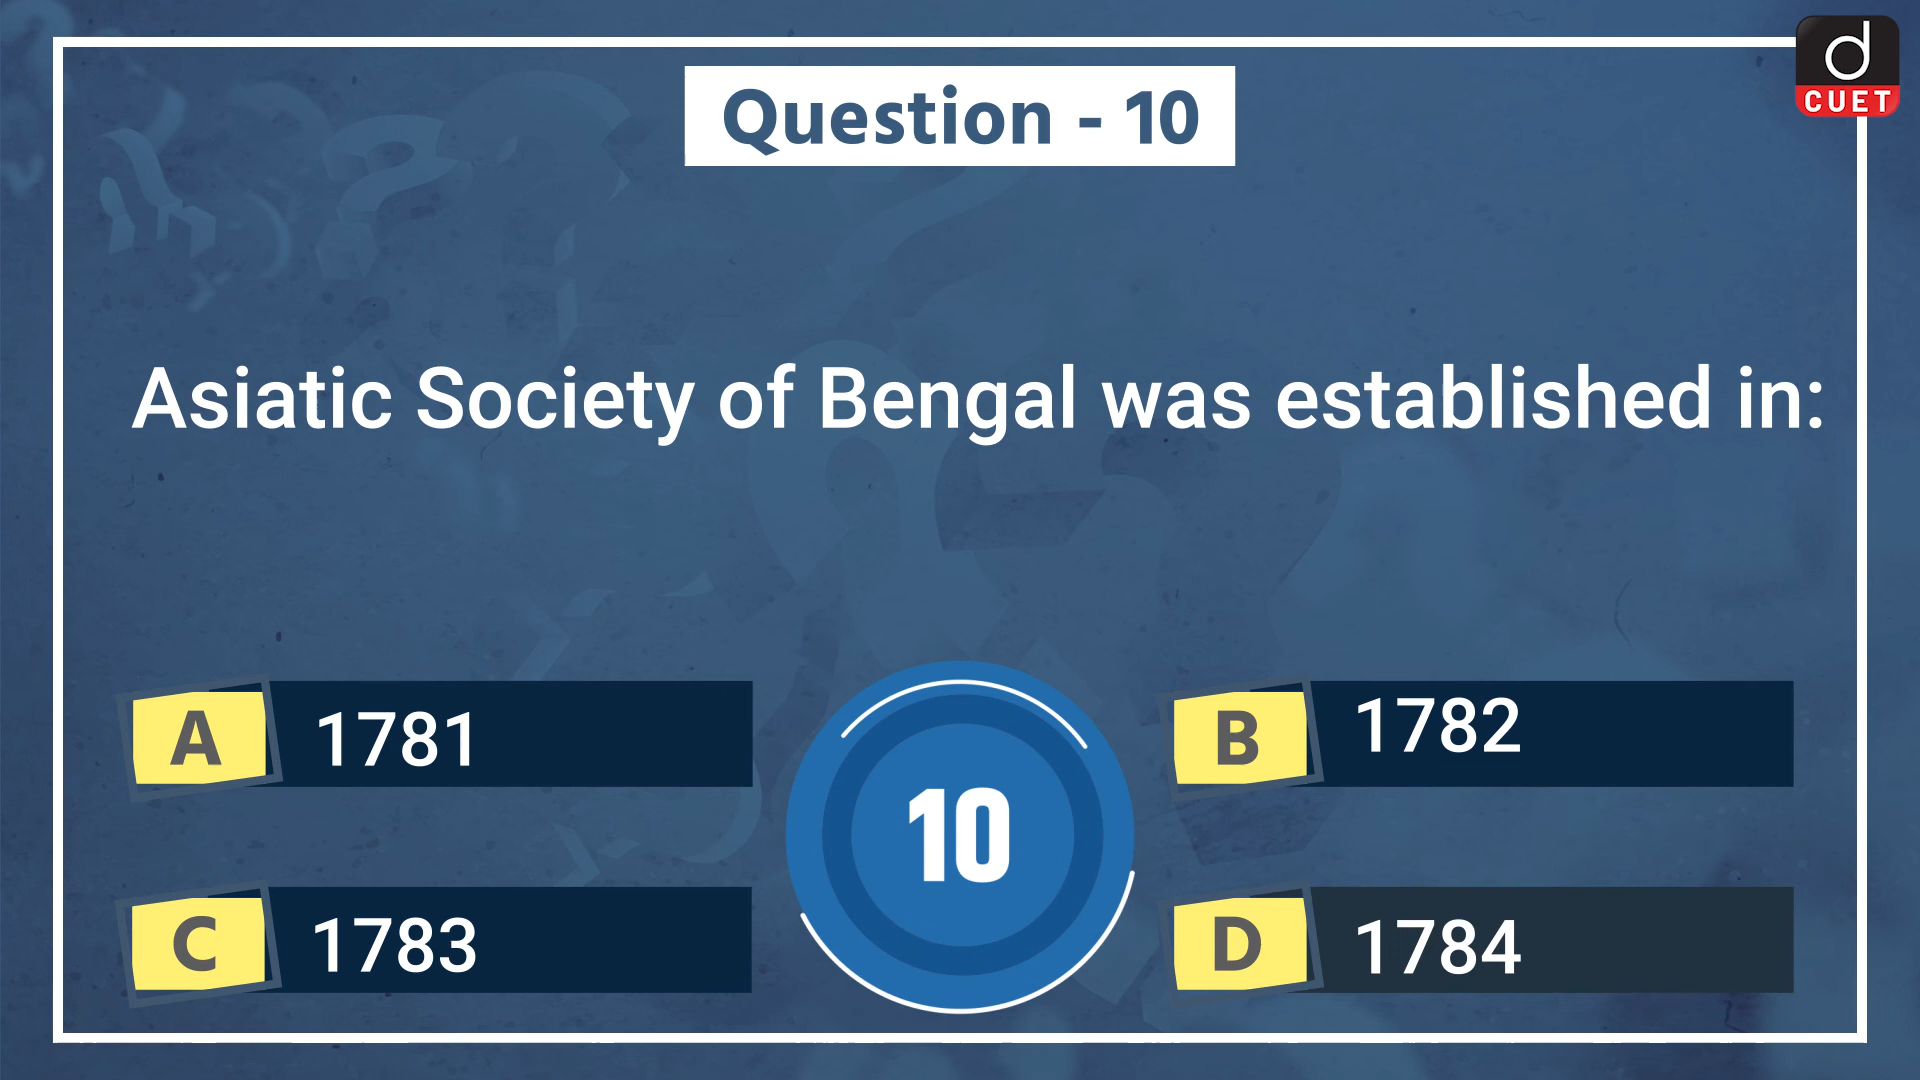 d
CUET
Question - 10
Asiatic Society of Bengal was established in:
A 1781
B 1782
10
C 1783
D 1784